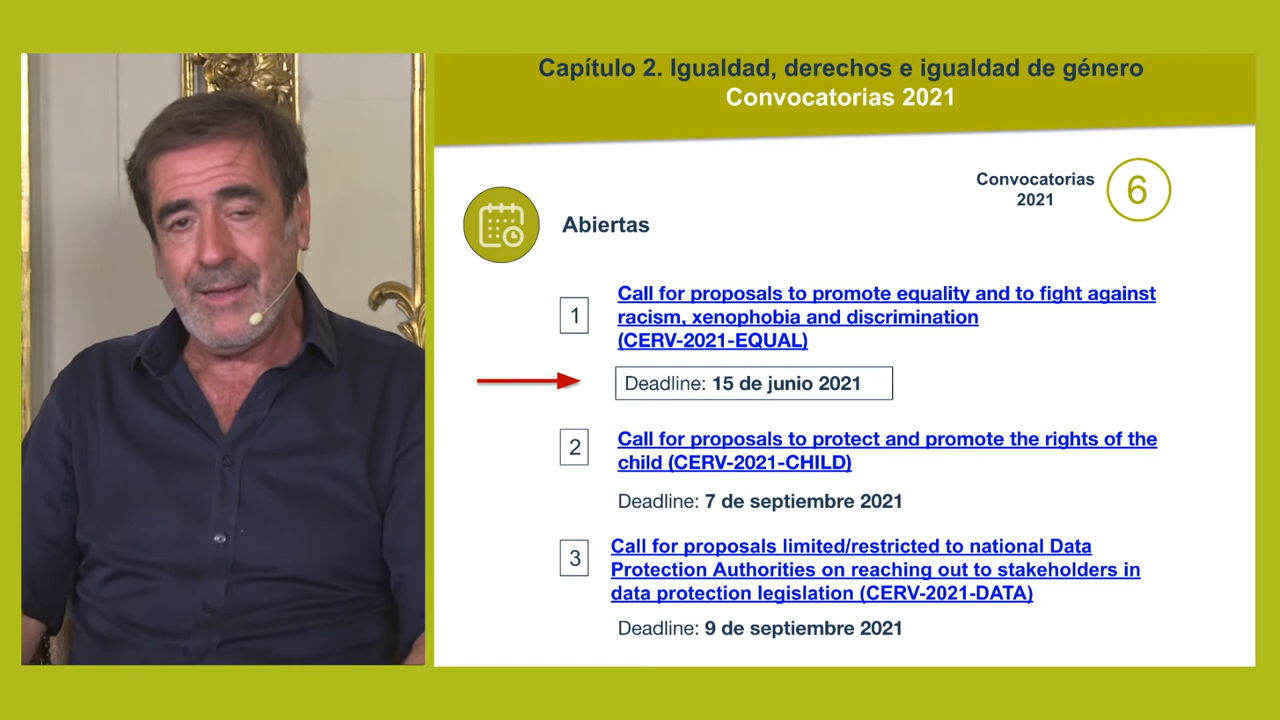 Capítulo 2. Igualdad, derechos e igualdad de género
Convocatorias 2021
Convocatorias
2021
6
Abiertas
1
Call for proposals to promote equality and to fight against
racism, xenophobia and discrimination
(CERV-2021-EQUAL)
Deadline: 15 de junio 2021
2
Call for proposals to protect and promote the rights of the
child (CERV-2021-CHILD)
Deadline: 7 de septiembre 2021
3
Call for proposals limited/restricted to national Data
Protection Authorities on reaching out to stakeholders in
data protection legislation (CERV-2021-DATA)
Deadline: 9 de septiembre 2021